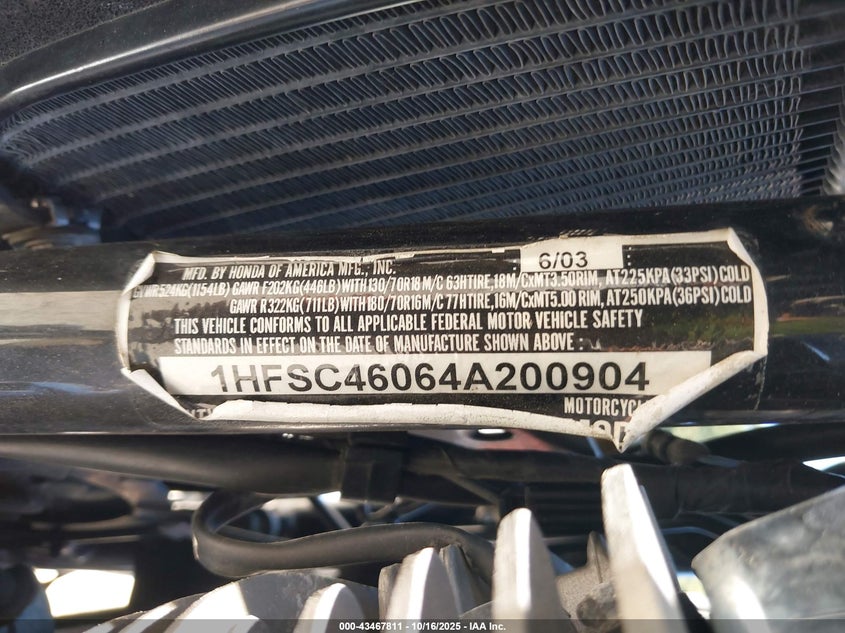 6/03
MFD. BY HONDA OF AMERICA MFG., INC.
GVWR 524KG(1154LB) GAWR F202KG(446LB) WITH 130/70R18 M/C 63H TIRE, 18M/CxMT3.50 RIM, AT 225KPA(33PSI) COLD
GAWR R322KG(711LB) WITH 180/70R16M/C 77H TIRE, 16M/CxMT5.00 RIM, AT 250KPA(36PSI) COLD
THIS VEHICLE CONFORMS TO ALL APPLICABLE FEDERAL MOTOR VEHICLE SAFETY
STANDARDS IN EFFECT ON THE DATE OF MANUFACTURE SHOWN ABOVE :
1HFSC46064A200904
MOTORCYCL
000-43467811 - 10/16/2025 - IAA Inc.